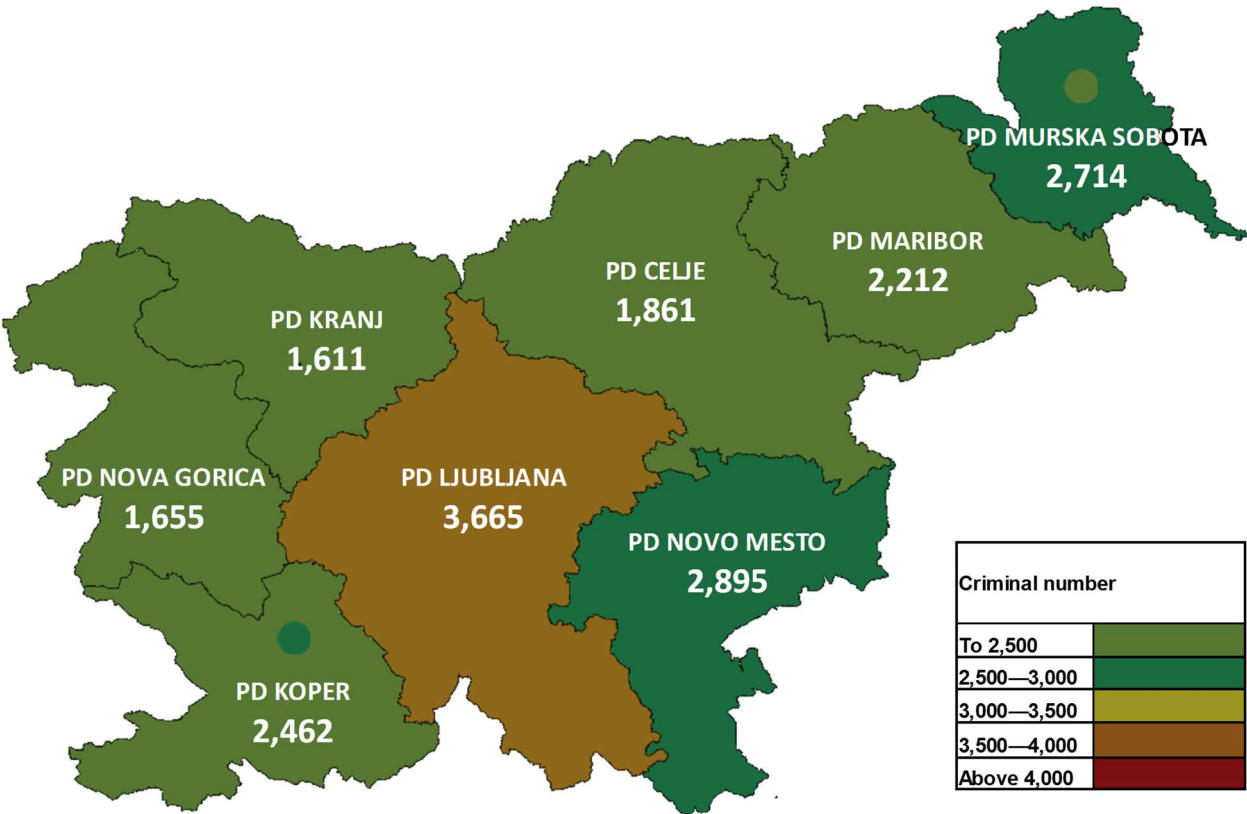 PD MURSKA SOBOTA
2,714
PD MARIBOR
2,212
PD CELJE
1,861
PD KRANJ
1,611
PD NOVA GORICA
1,655
PD LJUBLJANA
3,665
PD NOVO MESTO
2,895
PD KOPER
2,462
Criminal number
To 2,500
2,500—3,000
3,000—3,500
3,500—4,000
Above 4,000